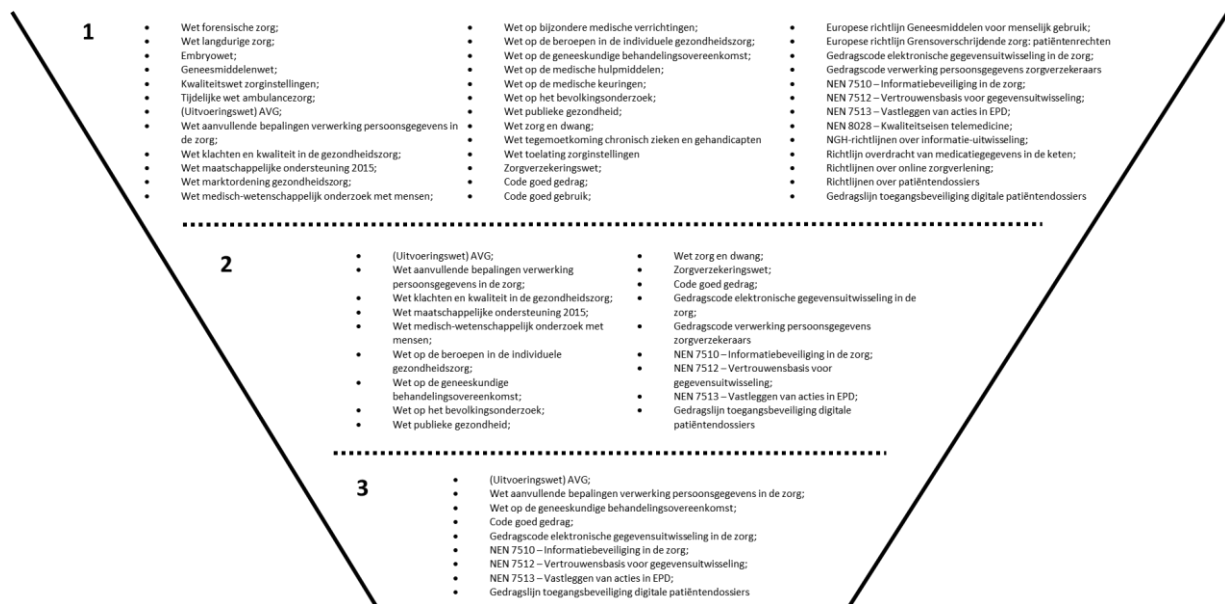 1
• Wet forensische zorg;
• Wet langdurige zorg;
• Embryowet;
• Geneesmiddelenwet;
• Kwaliteitswet zorginstellingen;
• Tijdelijke wet ambulancezorg;
• (Uitvoeringswet) AVG;
• Wet aanvullende bepalingen verwerking persoonsgegevens in
de zorg;
• Wet klachten en kwaliteit in de gezondheidszorg;
• Wet maatschappelijke ondersteuning 2015;
• Wet marktordening gezondheidszorg;
• Wet medisch-wetenschappelijk onderzoek met mensen;
• Wet op bijzondere medische verrichtingen;
• Wet op de beroepen in de individuele gezondheidszorg;
• Wet op de geneeskundige behandelingsovereenkomst;
• Wet op de medische hulpmiddelen;
• Wet op de medische keuringen;
• Wet op het bevolkingsonderzoek;
• Wet publieke gezondheid;
• Wet zorg en dwang;
• Wet tegemoetkoming chronisch zieken en gehandicapten
• Wet toelating zorginstellingen
• Zorgverzekeringswet;
• Code goed gedrag;
• Code goed gebruik;
• Europese richtlijn Geneesmiddelen voor menselijk gebruik;
• Europese richtlijn Grensoverschrijdende zorg: patiëntenrechten
• Gedragscode elektronische gegevensuitwisseling in de zorg;
• Gedragscode verwerking persoonsgegevens zorgverzekeraars
• NEN 7510 – Informatiebeveiliging in de zorg;
• NEN 7512 – Vertrouwensbasis voor gegevensuitwisseling;
• NEN 7513 – Vastleggen van acties in EPD;
• NEN 8028 – Kwaliteitseisen telemedicine;
• NGH-richtlijnen over informatie-uitwisseling;
• Richtlijn overdracht van medicatiegegevens in de keten;
• Richtlijnen over online zorgverlening;
• Richtlijnen over patiëntendossiers
• Gedragslijn toegangsbeveiliging digitale patiëntendossiers
2
• (Uitvoeringswet) AVG;
• Wet aanvullende bepalingen verwerking
persoonsgegevens in de zorg;
• Wet klachten en kwaliteit in de gezondheidszorg;
• Wet maatschappelijke ondersteuning 2015;
• Wet medisch-wetenschappelijk onderzoek met
mensen;
• Wet op de beroepen in de individuele
gezondheidszorg;
• Wet op de geneeskundige
behandelingsovereenkomst;
• Wet op het bevolkingsonderzoek;
• Wet publieke gezondheid;
• Wet zorg en dwang;
• Zorgverzekeringswet;
• Code goed gedrag;
• Gedragscode elektronische gegevensuitwisseling in de
zorg;
• Gedragscode verwerking persoonsgegevens
zorgverzekeraars
• NEN 7510 – Informatiebeveiliging in de zorg;
• NEN 7512 – Vertrouwensbasis voor
gegevensuitwisseling;
• NEN 7513 – Vastleggen van acties in EPD;
• Gedragslijn toegangsbeveiliging digitale
patiëntendossiers
3
• (Uitvoeringswet) AVG;
• Wet aanvullende bepalingen verwerking persoonsgegevens in de zorg;
• Wet op de geneeskundige behandelingsovereenkomst;
• Code goed gedrag;
• Gedragscode elektronische gegevensuitwisseling in de zorg;
• NEN 7510 – Informatiebeveiliging in de zorg;
• NEN 7512 – Vertrouwensbasis voor gegevensuitwisseling;
• NEN 7513 – Vastleggen van acties in EPD;
• Gedragslijn toegangsbeveiliging digitale patiëntendossiers